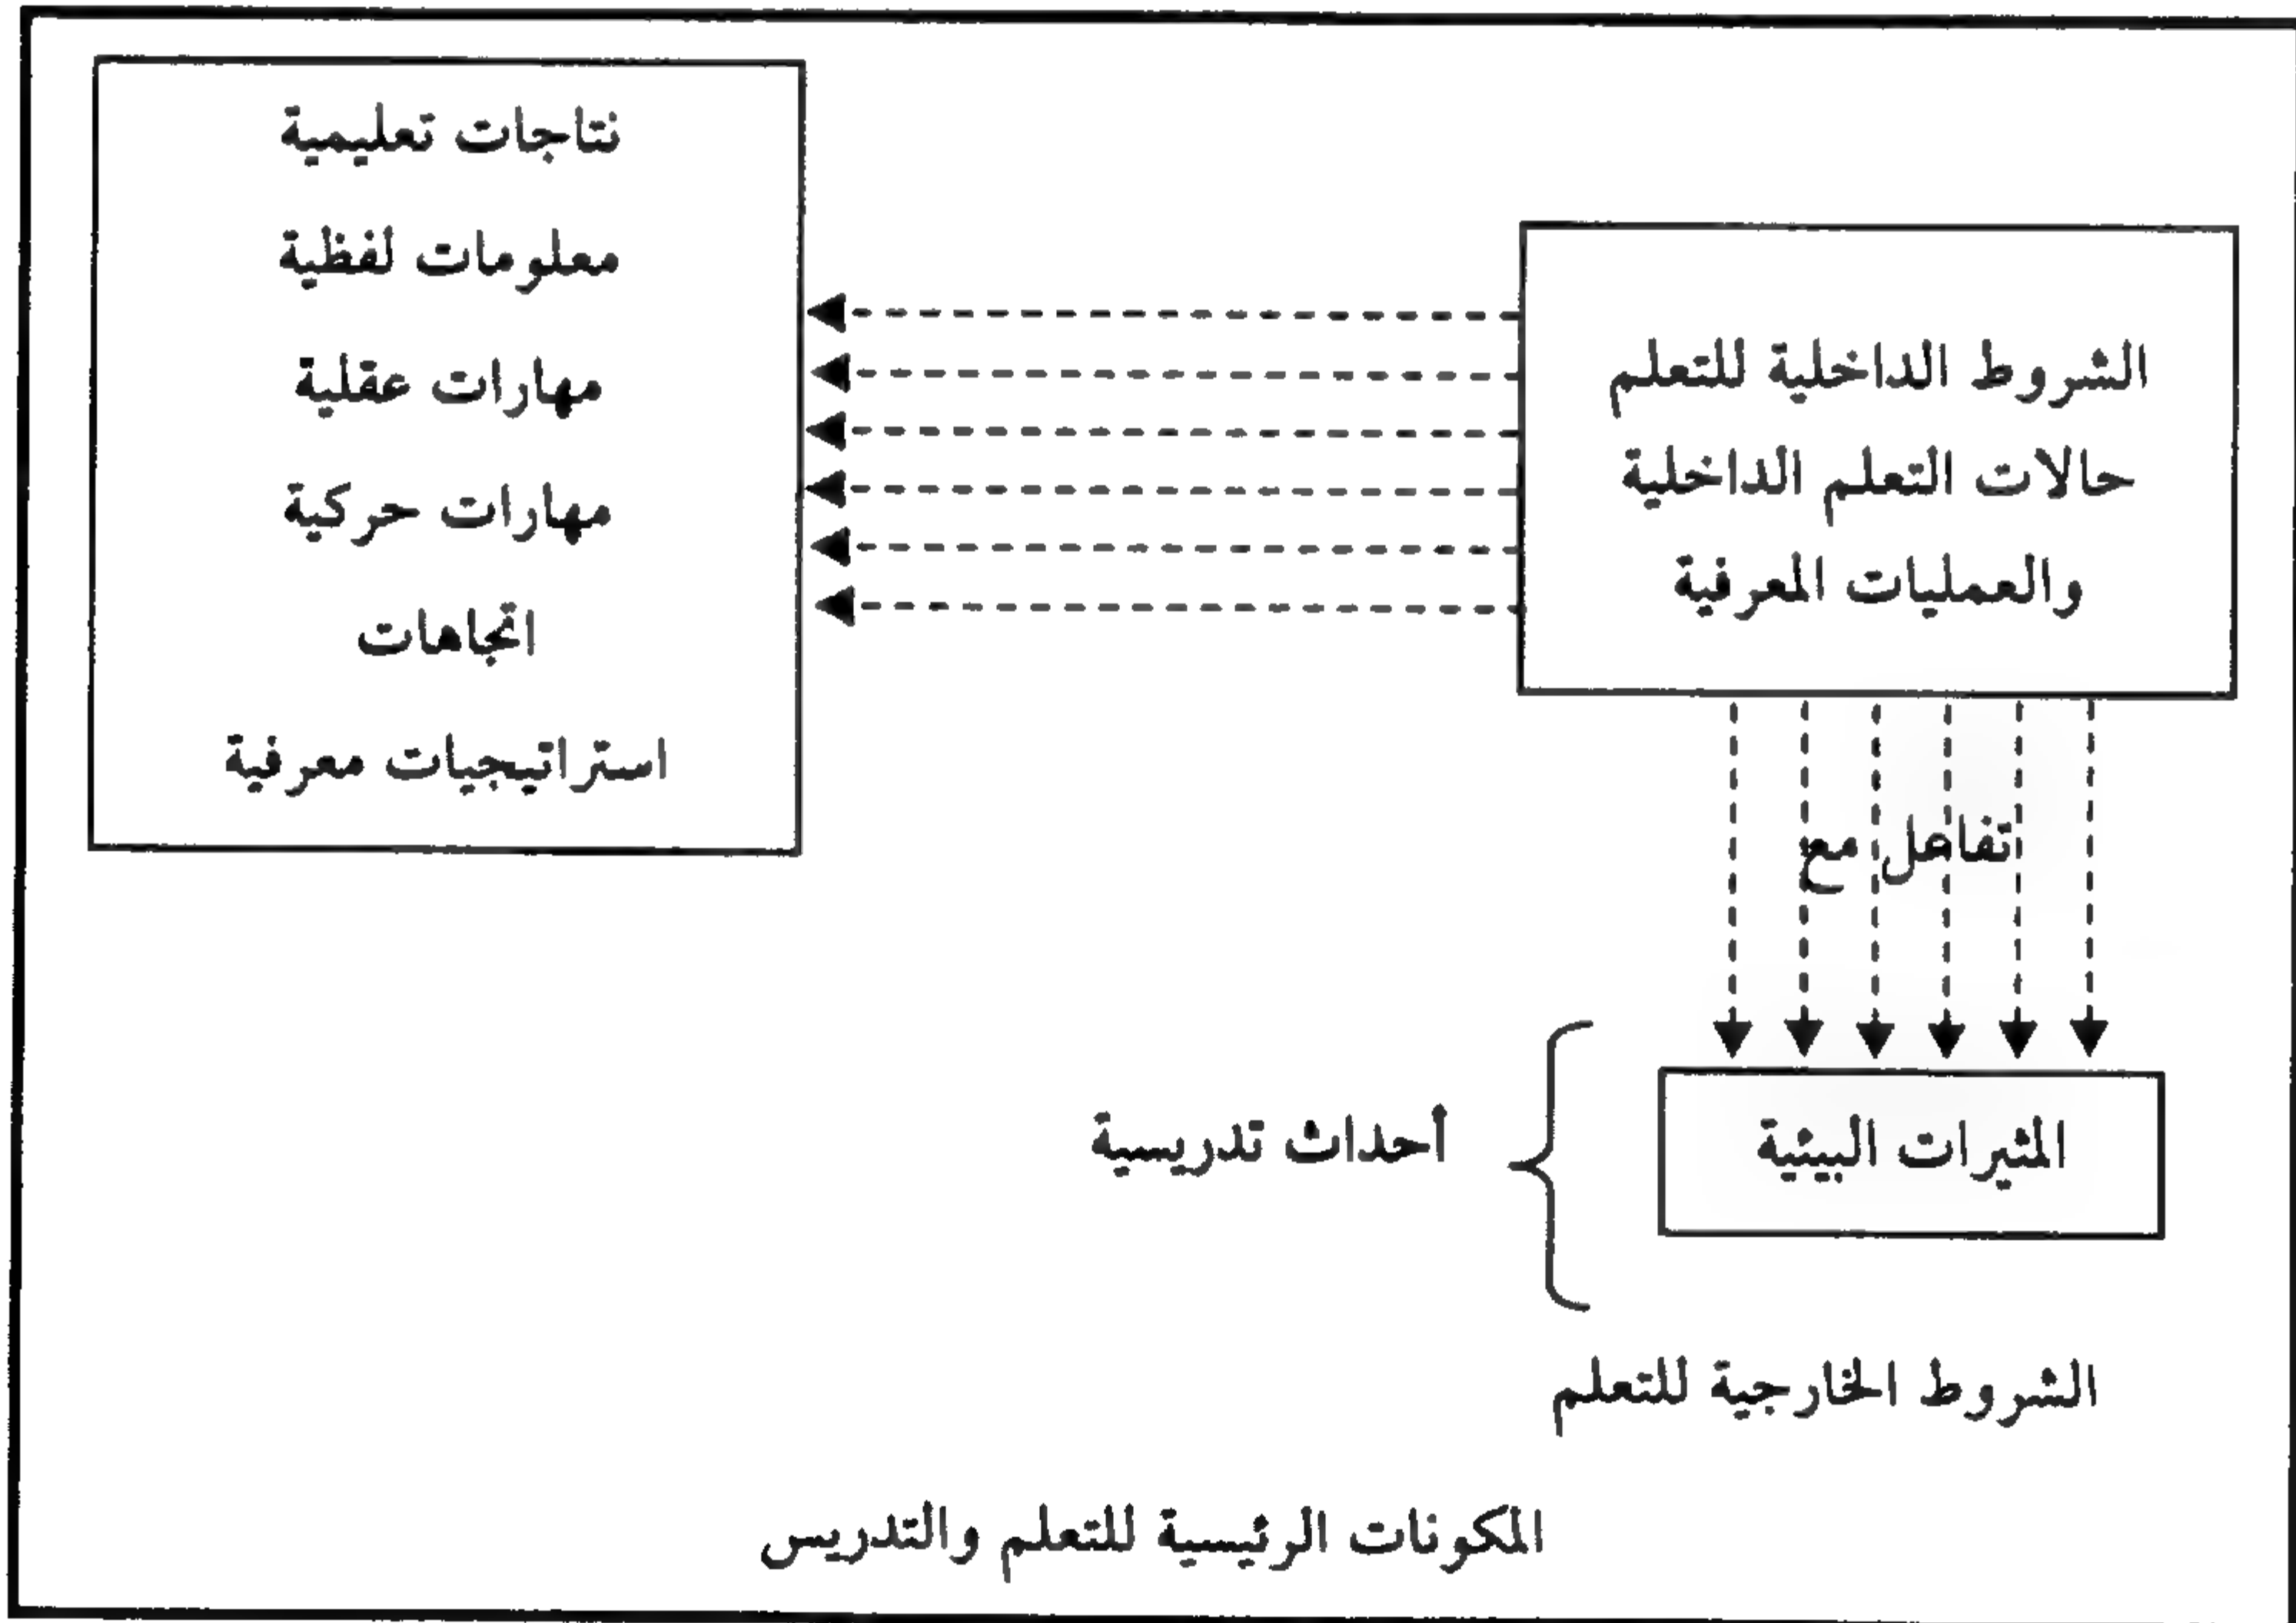 الشروط الداخلية للتعلم
حالات التعلم الداخلية
والعمليات المعرفية
نتاجات تعليمية
معلومات لفظية
مهارات عقلية
مهارات حركية
اتجاهات
استراتيجيات معرفية
تفاعل مع
المثيرات البيئية
أحداث تدريسية
الشروط الخارجية للتعلم
المكونات الرئيسية للتعلم والتدريس